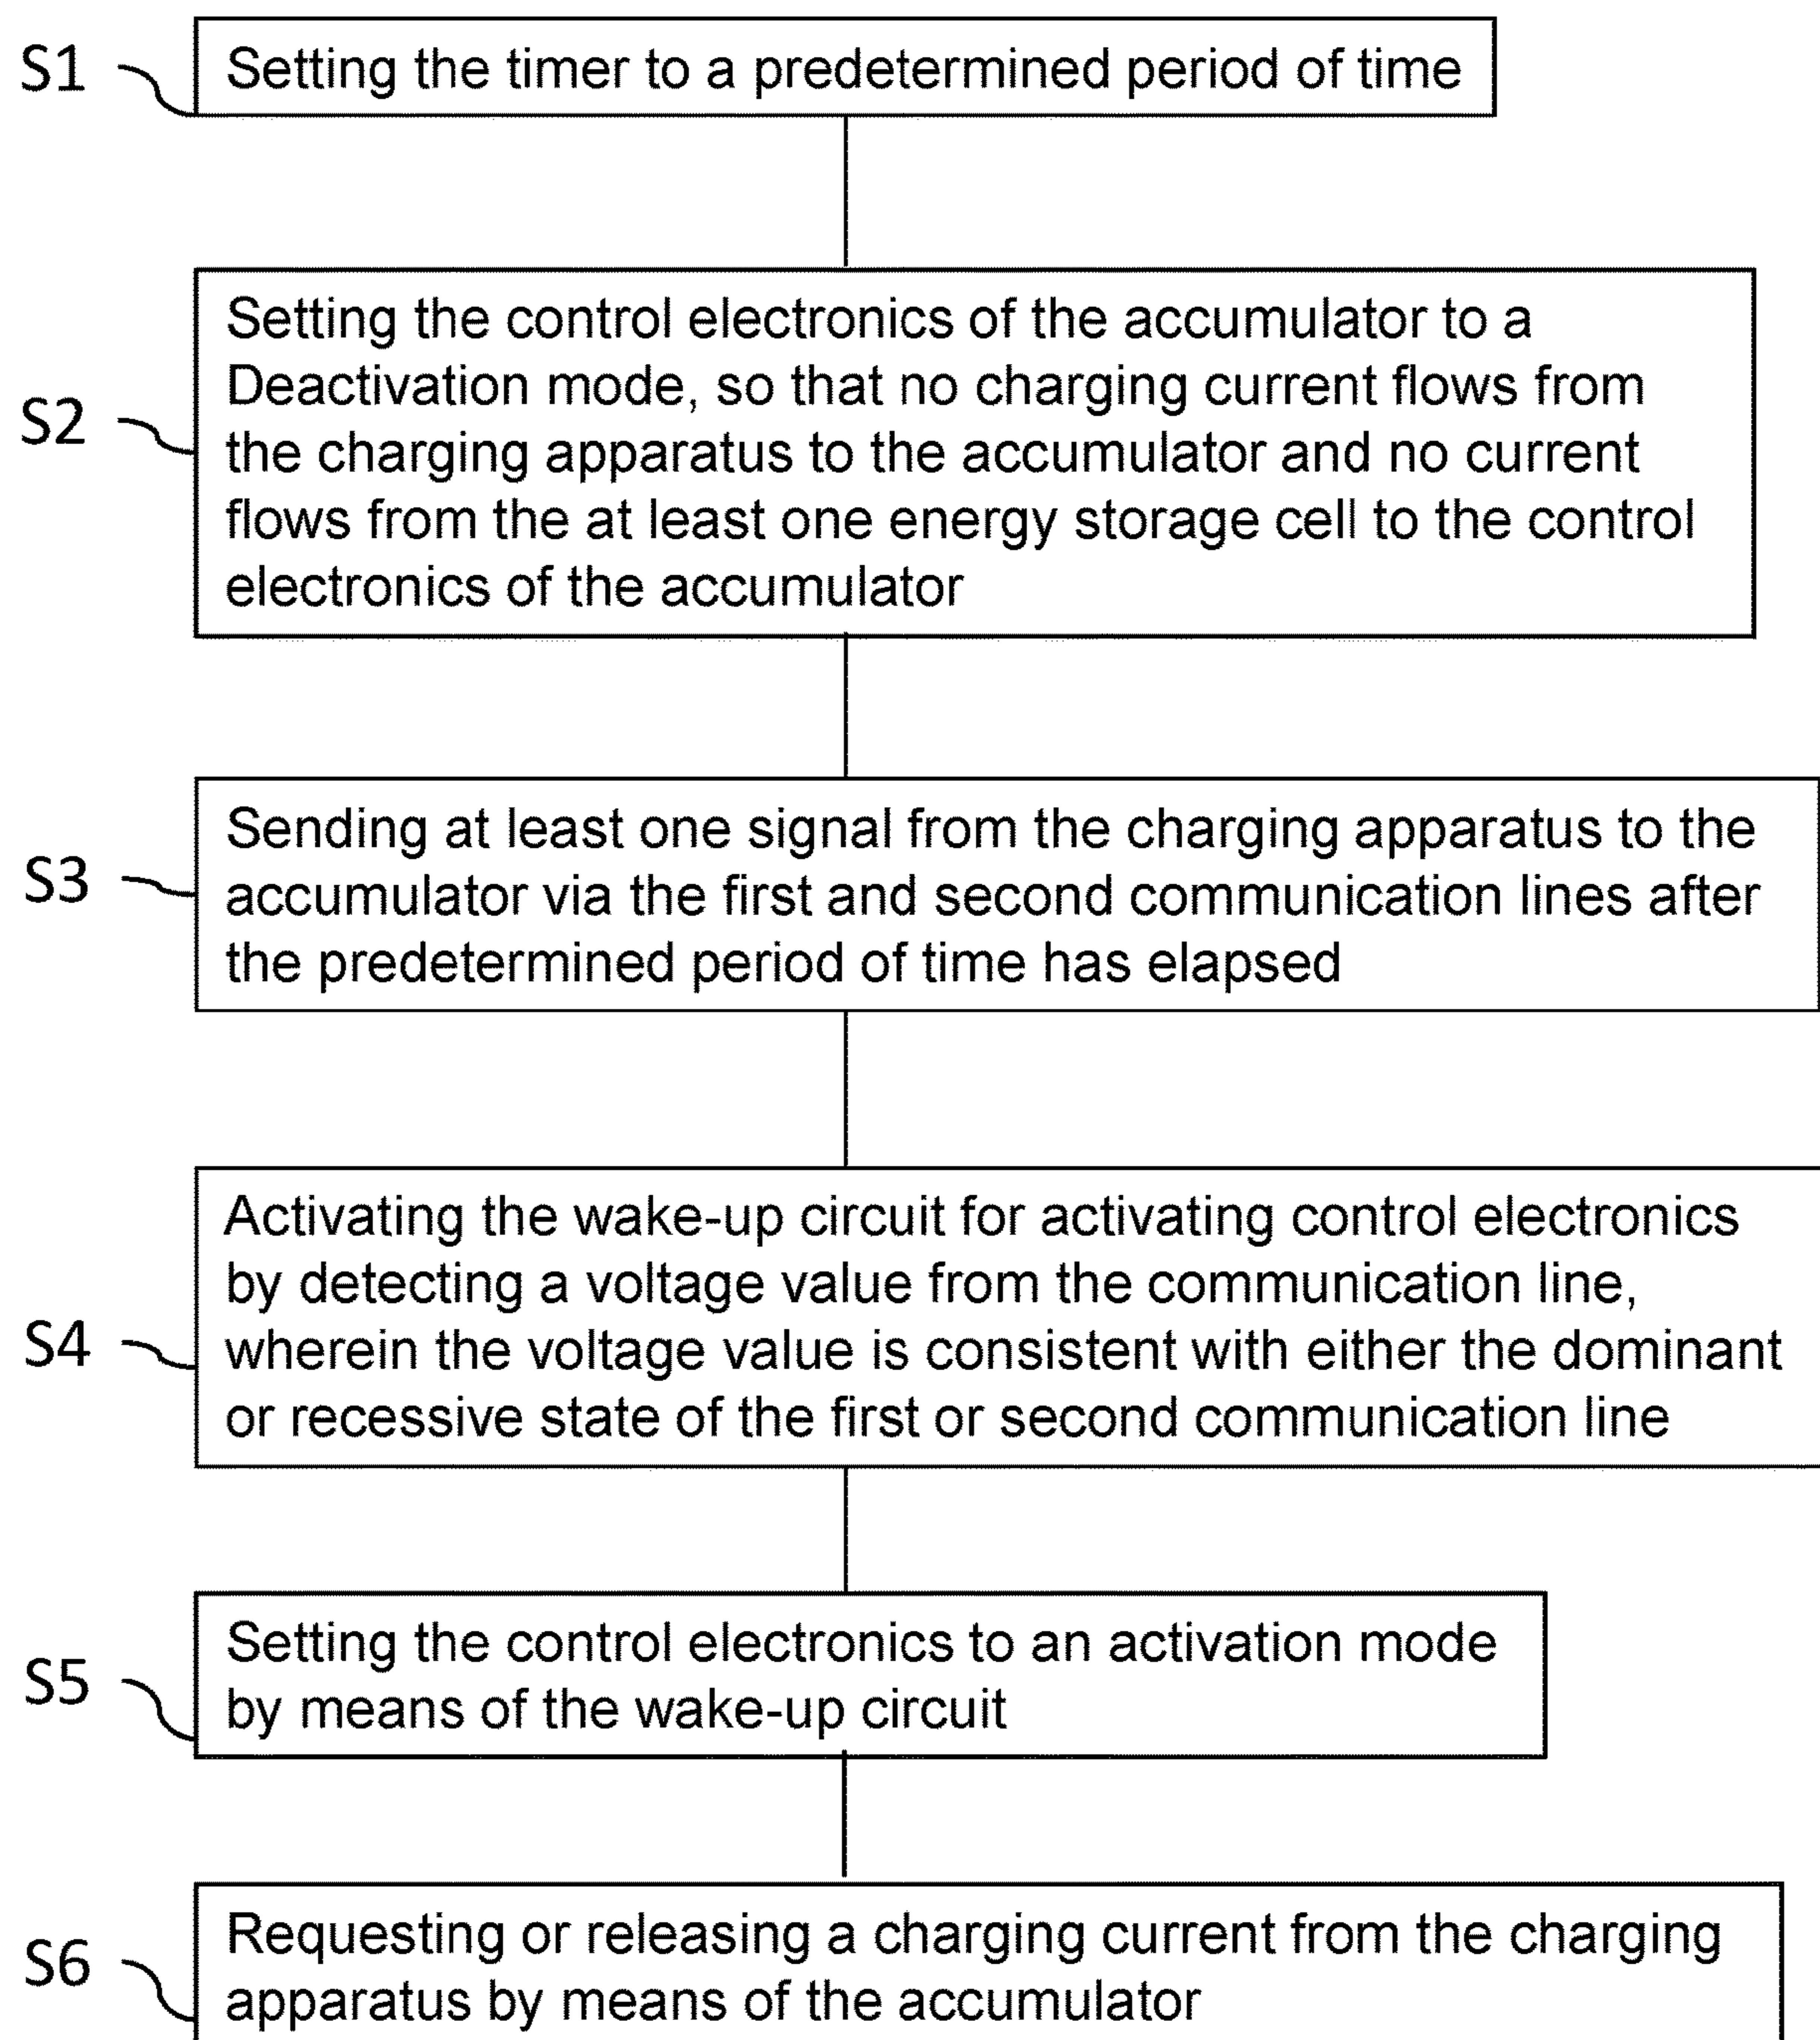 S1
Setting the timer to a predetermined period of time
S2
Setting the control electronics of the accumulator to a
Deactivation mode, so that no charging current flows from
the charging apparatus to the accumulator and no current
flows from the at least one energy storage cell to the control
electronics of the accumulator
S3
Sending at least one signal from the charging apparatus to the
accumulator via the first and second communication lines after
the predetermined period of time has elapsed
S4
Activating the wake-up circuit for activating control electronics
by detecting a voltage value from the communication line,
wherein the voltage value is consistent with either the dominant
or recessive state of the first or second communication line
S5
Setting the control electronics to an activation mode
by means of the wake-up circuit
S6
Requesting or releasing a charging current from the charging
apparatus by means of the accumulator